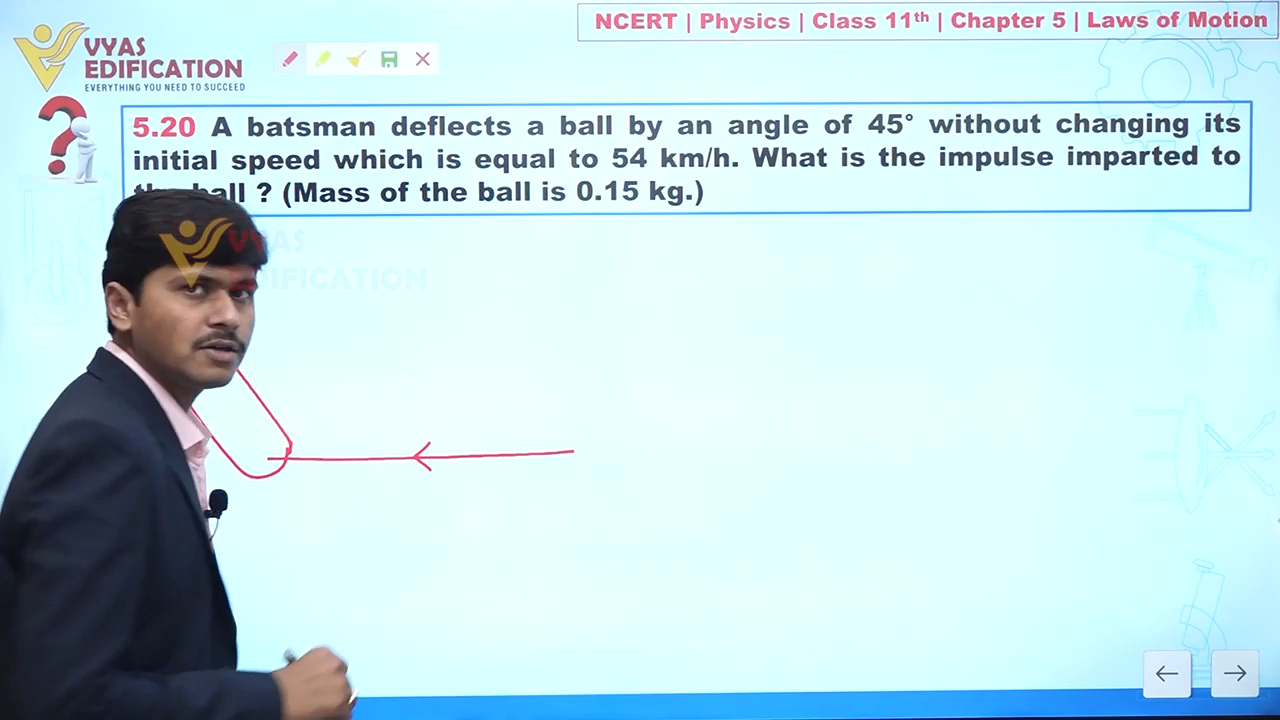 NCERT | Physics | Class 11th | Chapter 5 | Laws of Motion
VYAS
EDIFICATION
EVERYTHING YOU NEED TO SUCCEED
5.20 A batsman deflects a ball by an angle of 45° without changing its
initial speed which is equal to 54 km/h. What is the impulse imparted to
ball ? (Mass of the ball is 0.15 kg.)
VYAS
EDIFICATION